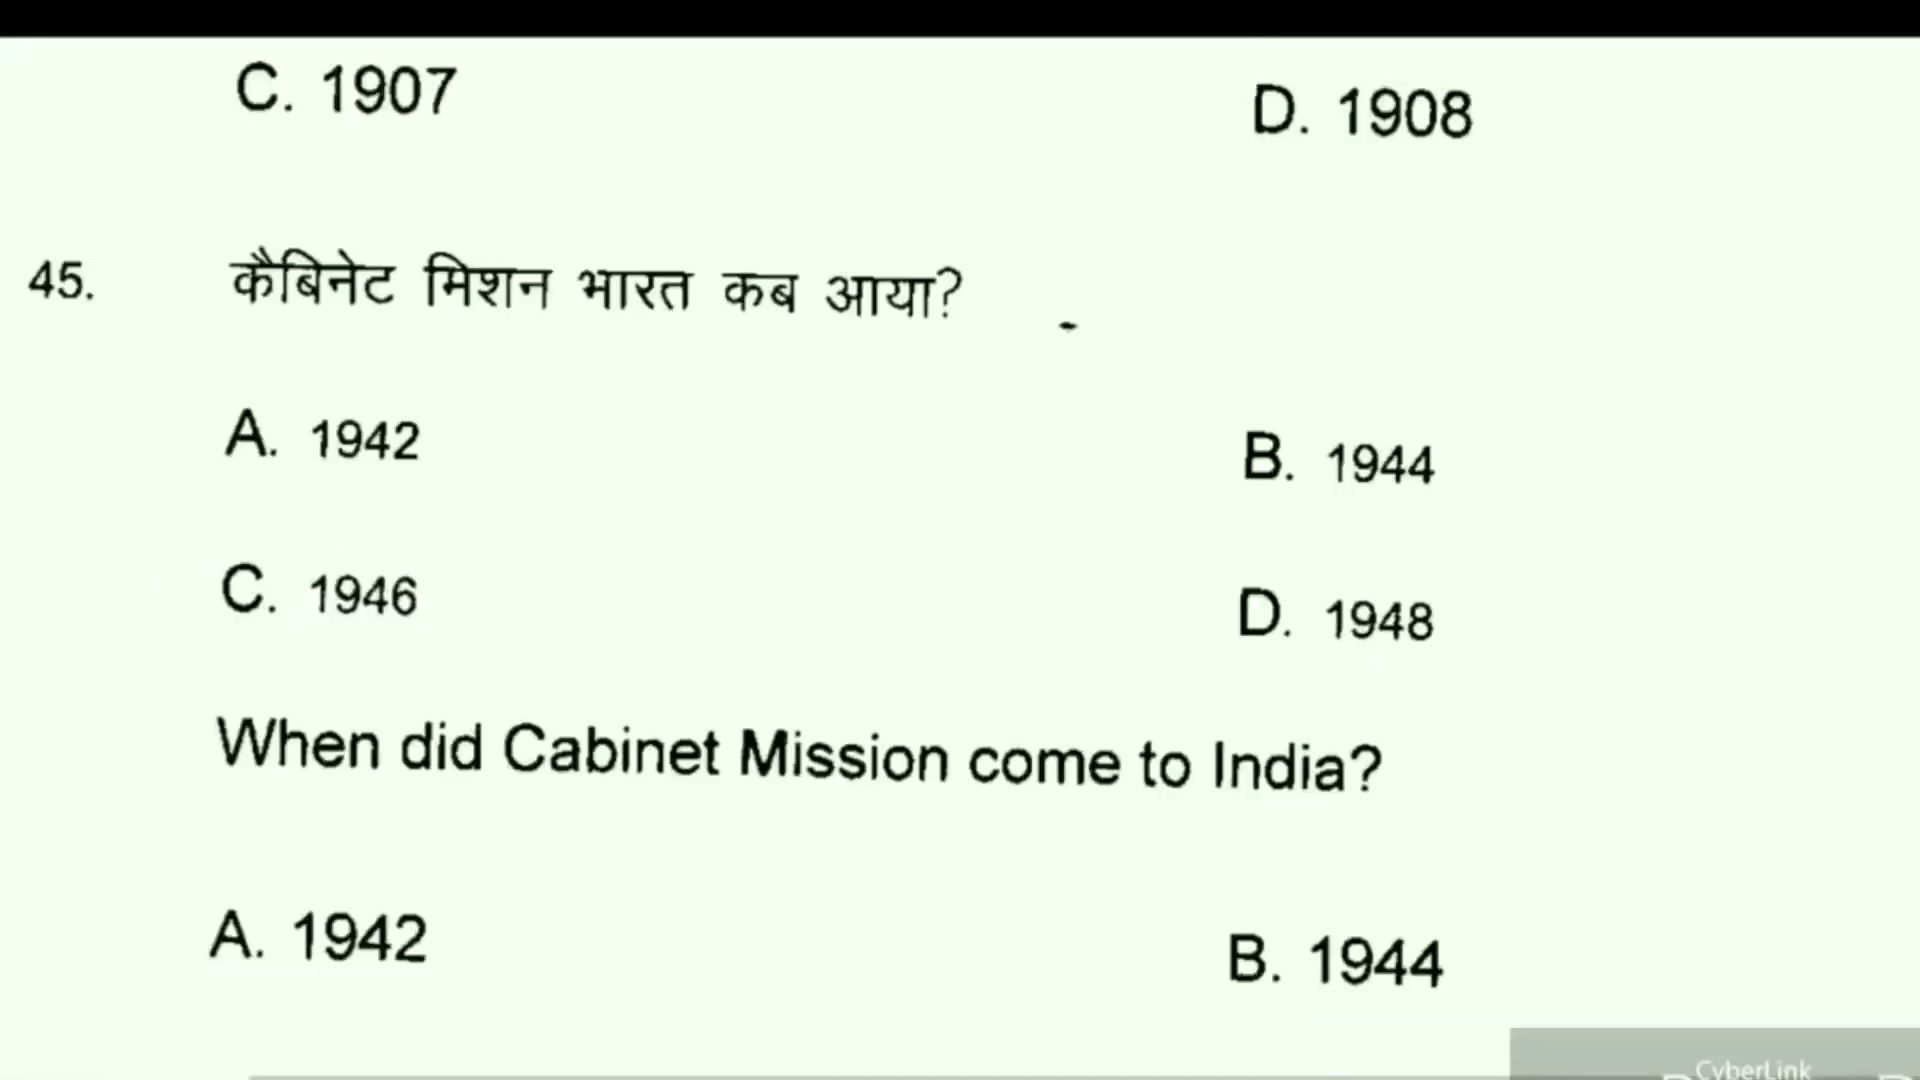 C. 1907 D. 1908
45. कैबिनेट मिशन भारत कब आया?
A. 1942 B. 1944
C. 1946 D. 1948
When did Cabinet Mission come to India?
A. 1942 B. 1944
CyberLink